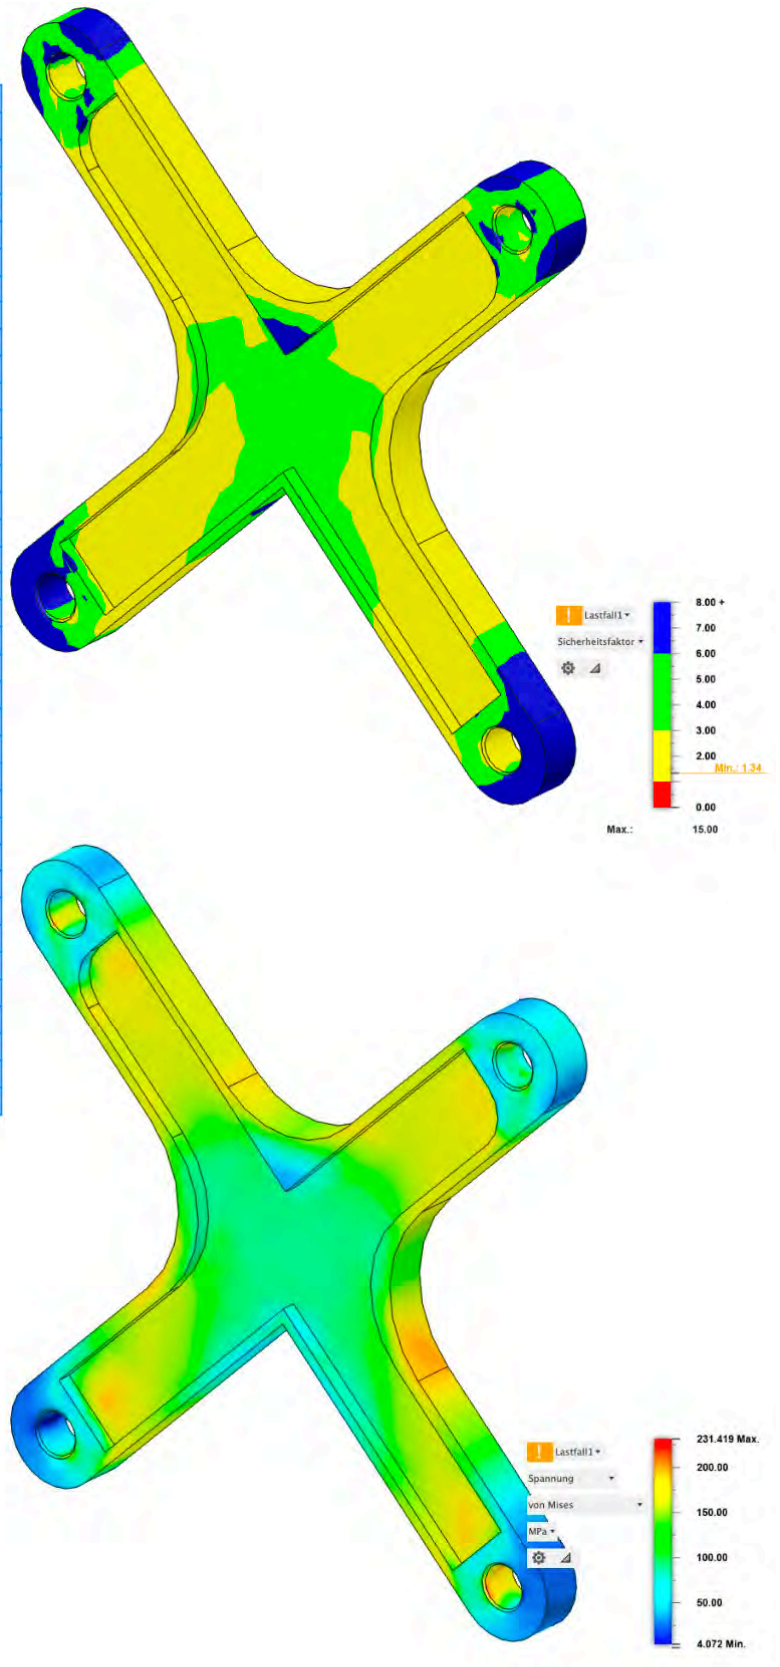 Lastfall1
Sicherheitsfaktor
8.00 +
7.00
6.00
5.00
4.00
3.00
2.00
Min.: 1.34
0.00
Max.: 15.00
Lastfall1
Spannung
von Mises
MPa
231.419 Max.
200.00
150.00
100.00
50.00
4.072 Min.